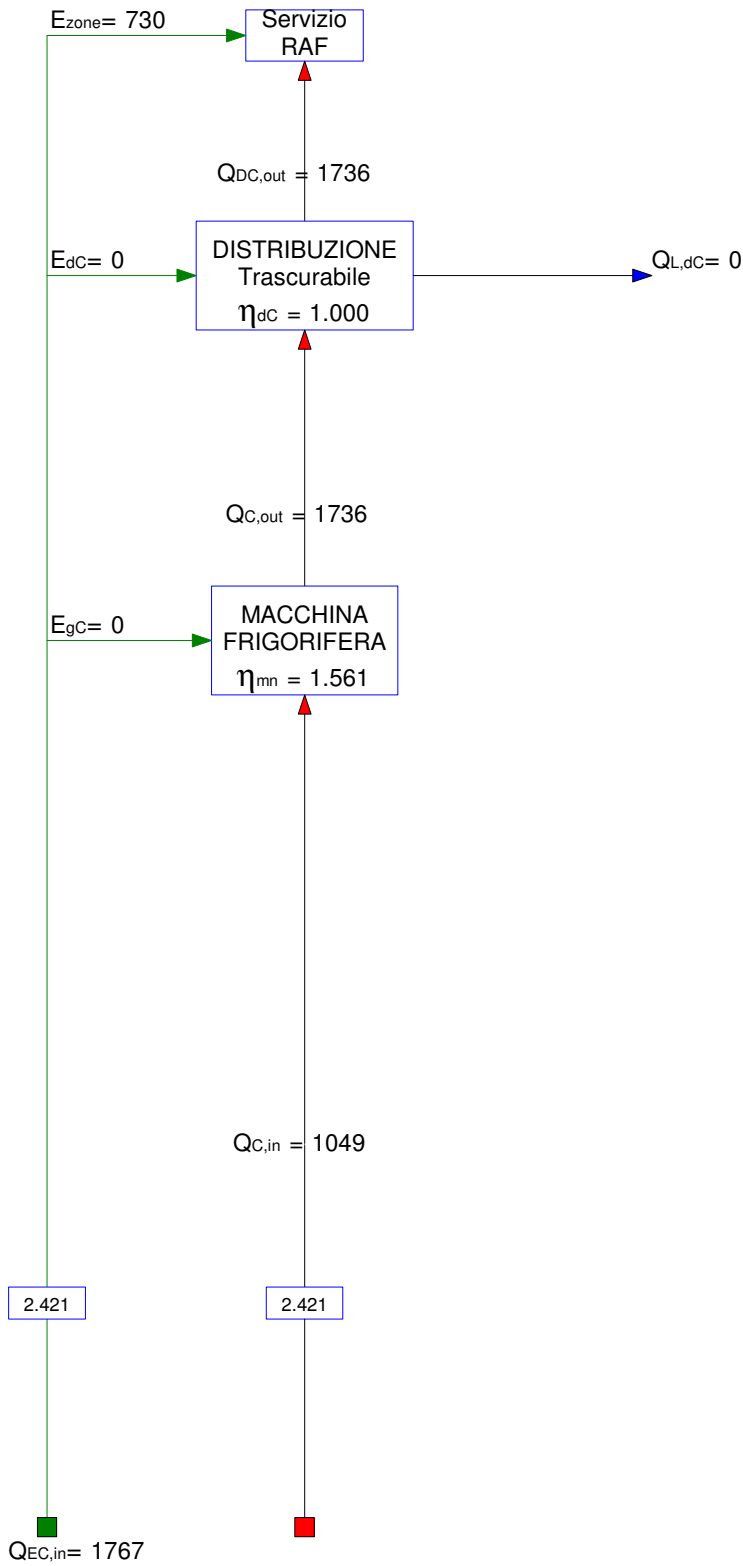 Ezone= 730
Servizio
RAF
QDC,out = 1736
DISTRIBUZIONE
Trascurabile
ηdC = 1.000
EdC= 0
QL,dC= 0
QC,out = 1736
EgC= 0
MACCHINA
FRIGORIFERA
ηmn = 1.561
QC,in = 1049
2.421
2.421
QEC,in= 1767